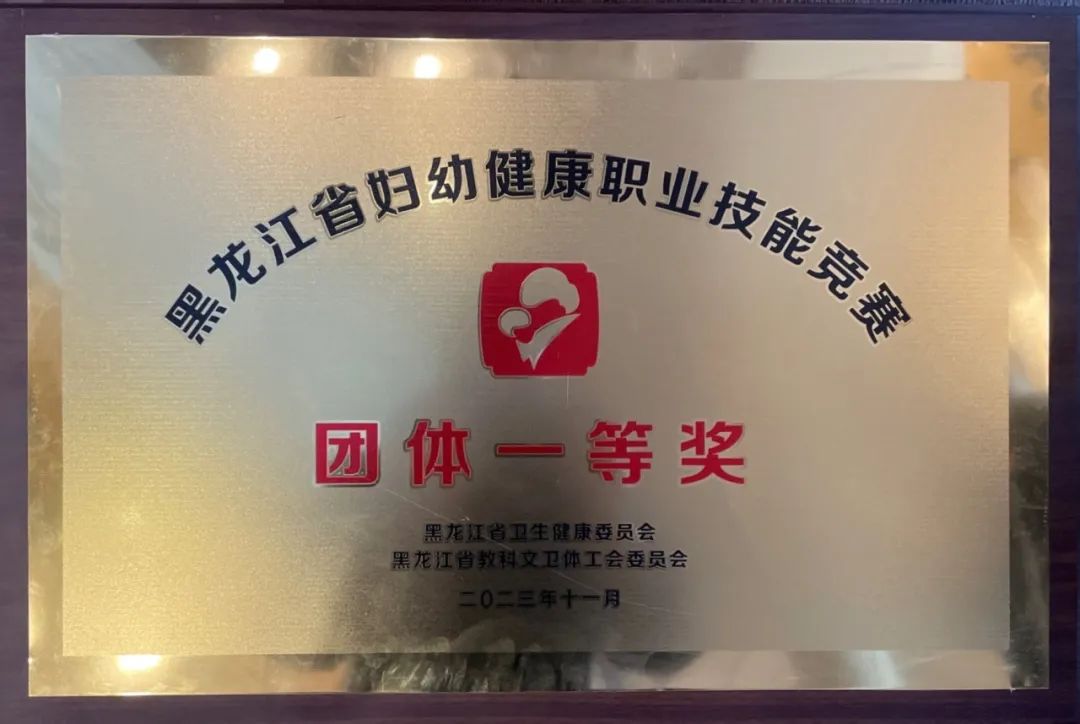 黑龙江省妇幼健康职业技能竞赛
团体一等奖
黑龙江省卫生健康委员会
黑龙江省教科文卫体工会委员会
二〇二三年十一月